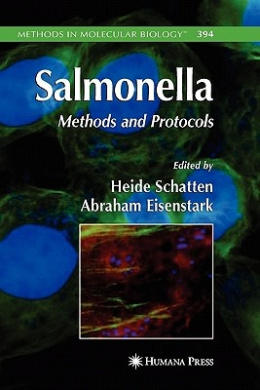 METHODS IN MOLECULAR BIOLOGY™ 394
Salmonella
Methods and Protocols
Edited by
Heide Schatten
Abraham Eisenstark
HUMANA PRESS